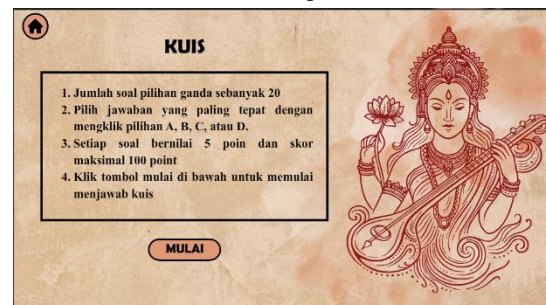 KUIS
1. Jumlah soal pilihan ganda sebanyak 20
2. Pilih jawaban yang paling tepat dengan
mengklik pilihan A, B, C, atau D.
3. Setiap soal bernilai 5 poin dan skor
maksimal 100 point
4. Klik tombol mulai di bawah untuk memulai
menjawab kuis
MULAI